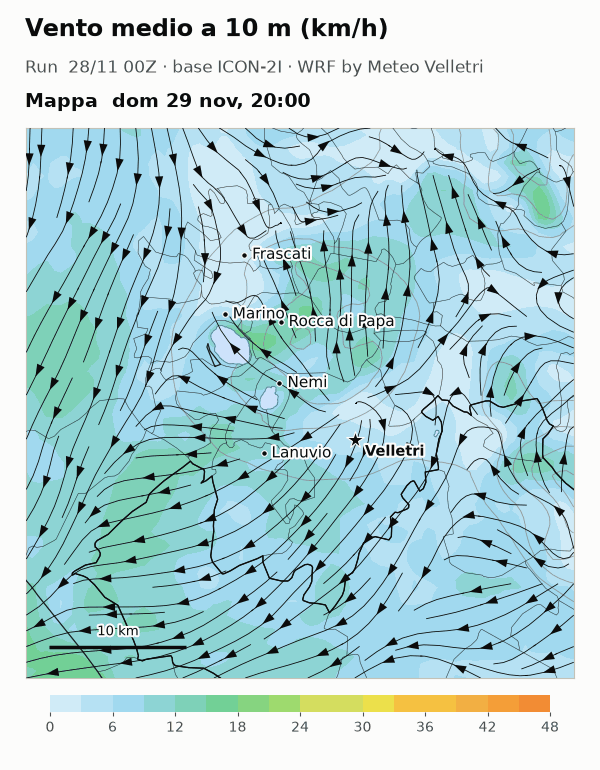 Vento medio a 10 m (km/h)
Run  28/11 00Z · base ICON-2I · WRF by Meteo Velletri
Mappa  dom 29 nov, 20:00
Frascati
Marino
Rocca di Papa
Nemi
Lanuvio
Velletri
10 km
0 6 12 18 24 30 36 42 48